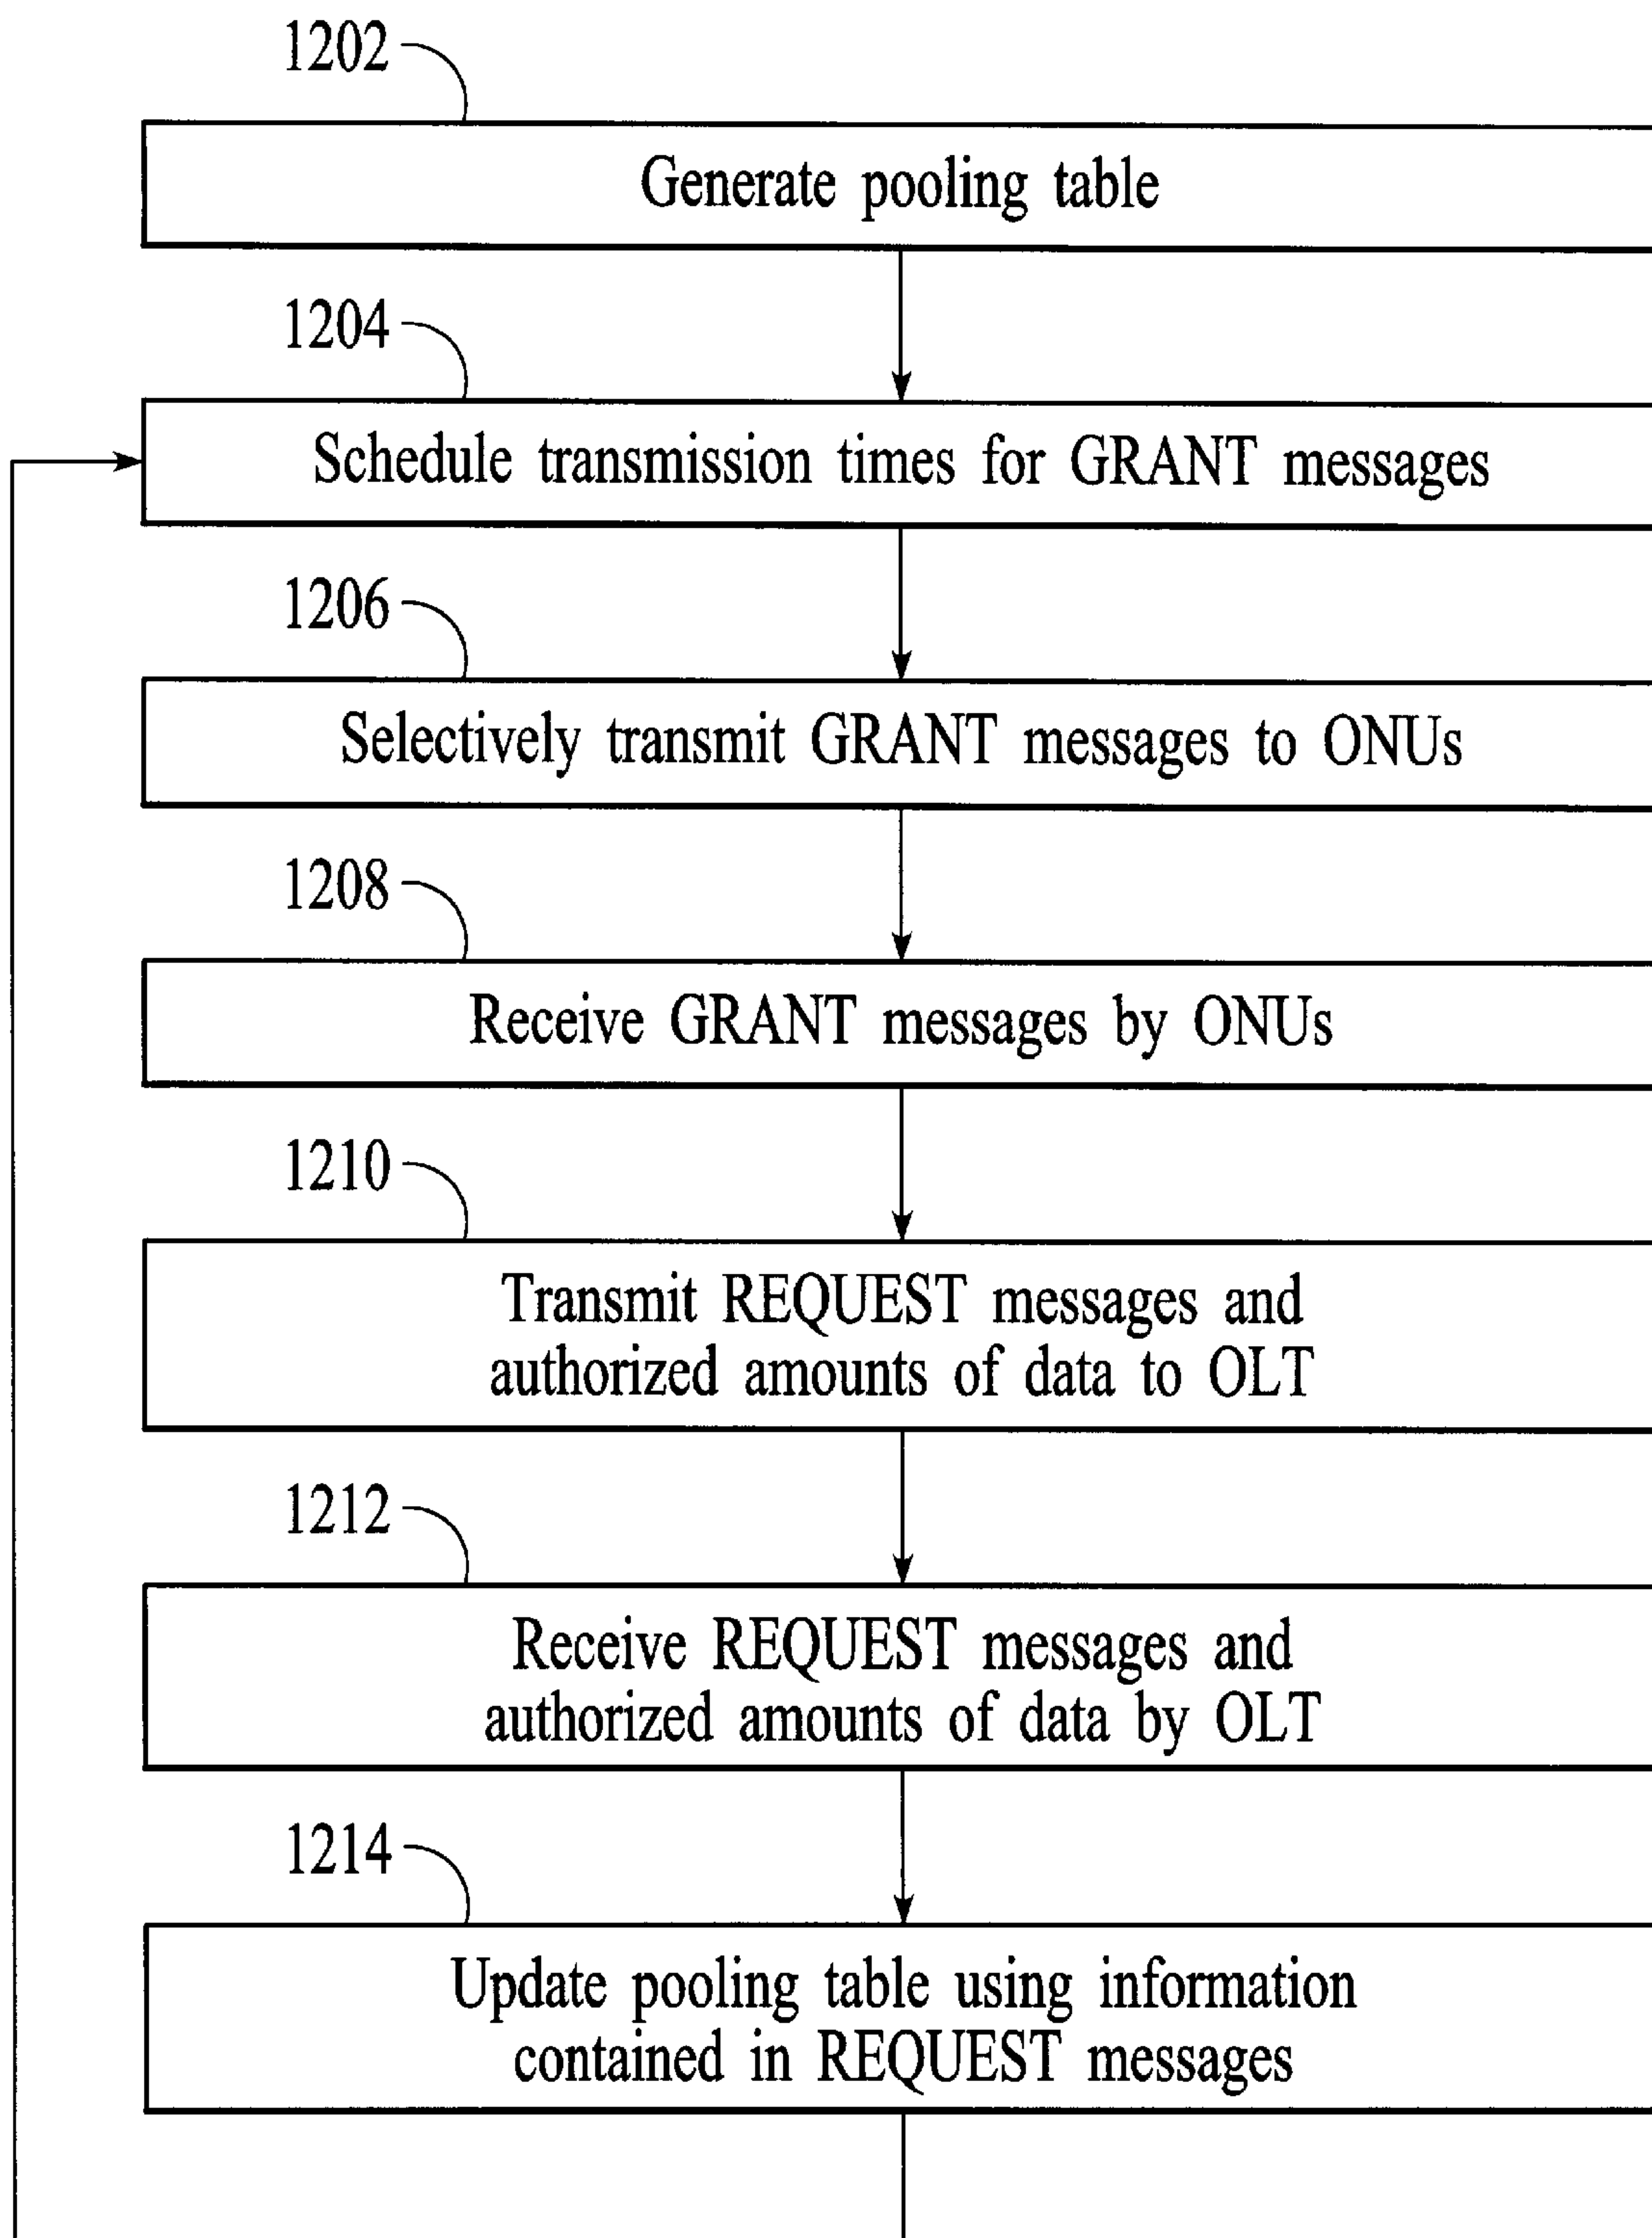 1202
Generate pooling table
1204
Schedule transmission times for GRANT messages
1206
Selectively transmit GRANT messages to ONUs
1208
Receive GRANT messages by ONUs
1210
Transmit REQUEST messages and
authorized amounts of data to OLT
1212
Receive REQUEST messages and
authorized amounts of data by OLT
1214
Update pooling table using information
contained in REQUEST messages